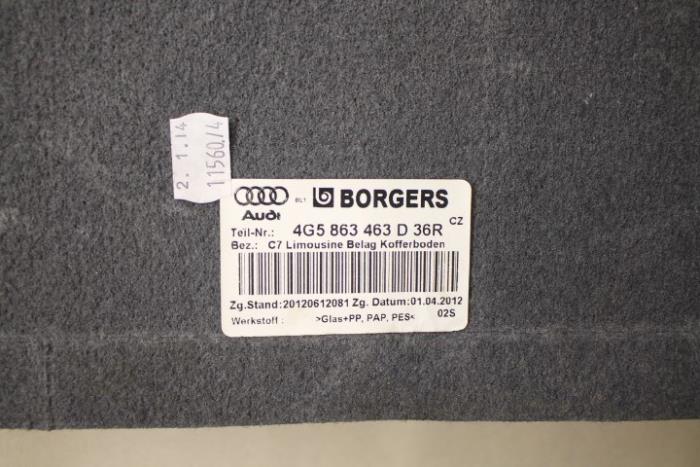 2. 1. 14
11560/4
Audi BIL1 BORGERS
Teil-Nr.: 4G5 863 463 D 36R CZ
Bez.: C7 Limousine Belag Kofferboden
Zg.Stand:20120612081 Zg. Datum:01.04.2012
Werkstoff : >Glas+PP, PAP, PES< 02S